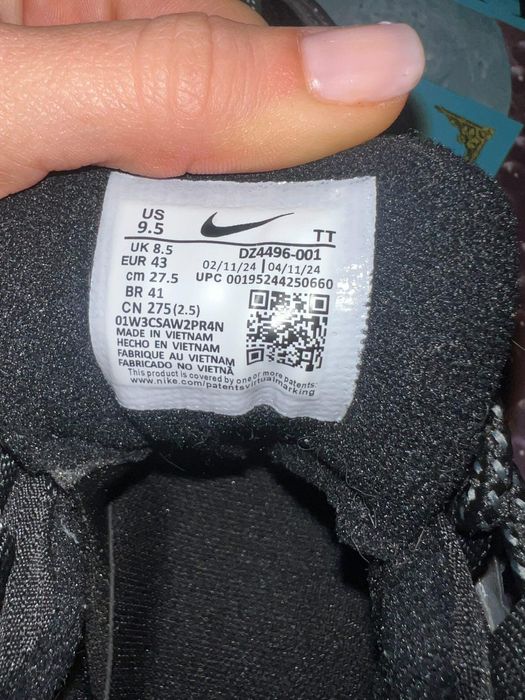 US
9.5
TT
UK 8.5
DZ4496-001
EUR 43
02/11/24 | 04/11/24
cm 27.5
UPC 00195244250660
BR 41
CN 275(2.5)
01W3CSAW2PR4N
MADE IN VIETNAM
HECHO EN VIETNAM
FABRIQUE AU VIETNAM
FABRICADO NO VIETNÃ
This product is covered by one or more patents:
www.nike.com/patentsvirtualmarking